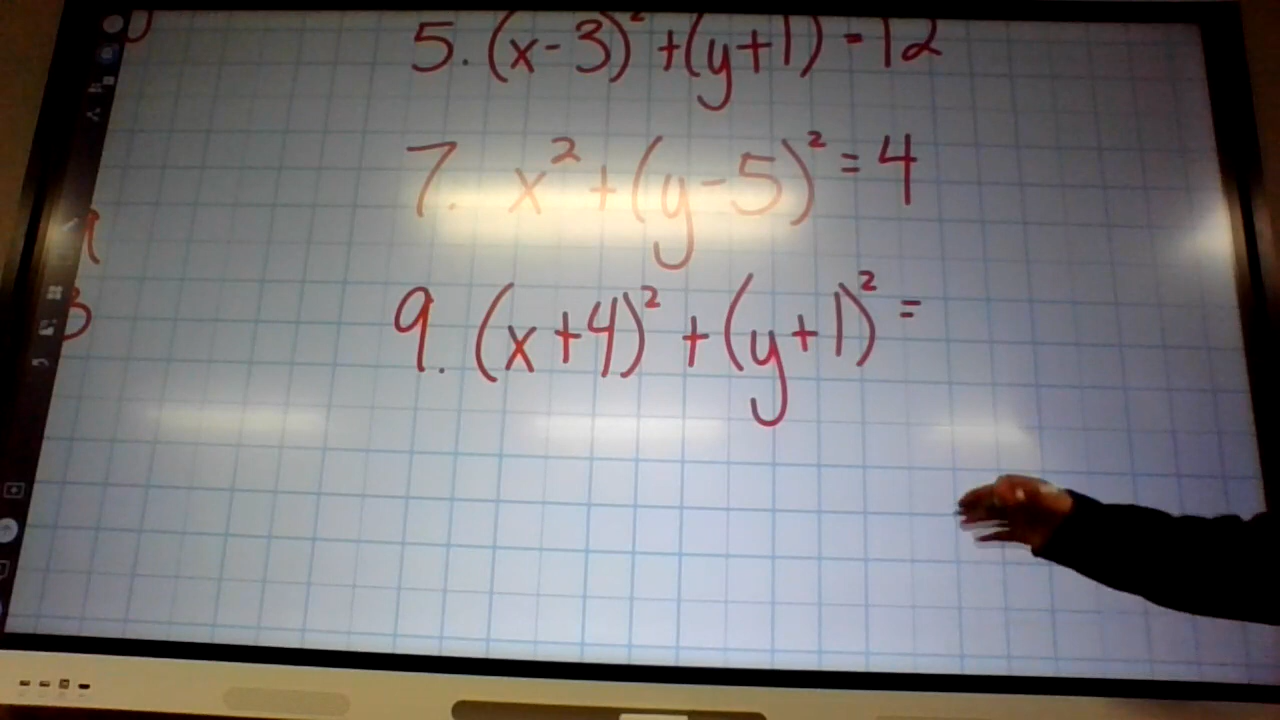 5. (x-3)² + (y+1) = 12
7. x² + (y-5)² = 4
9. (x+4)² + (y+1)² =